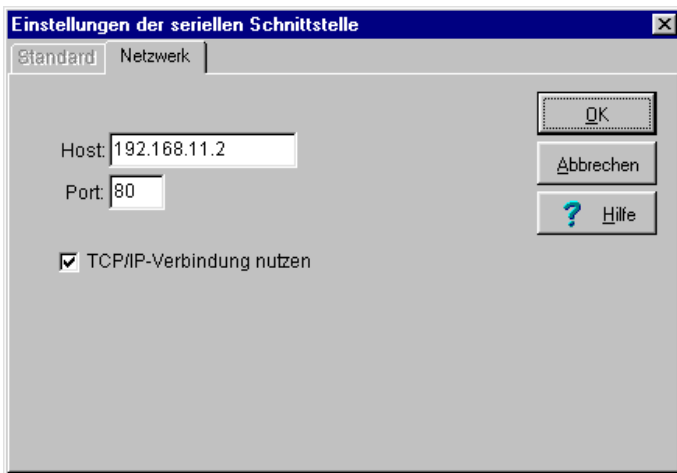 Einstellungen der seriellen Schnittstelle
Standard Netzwerk
OK
Host: 192.168.11.2
Abbrechen
Port: 80
? Hilfe
TCP/IP-Verbindung nutzen